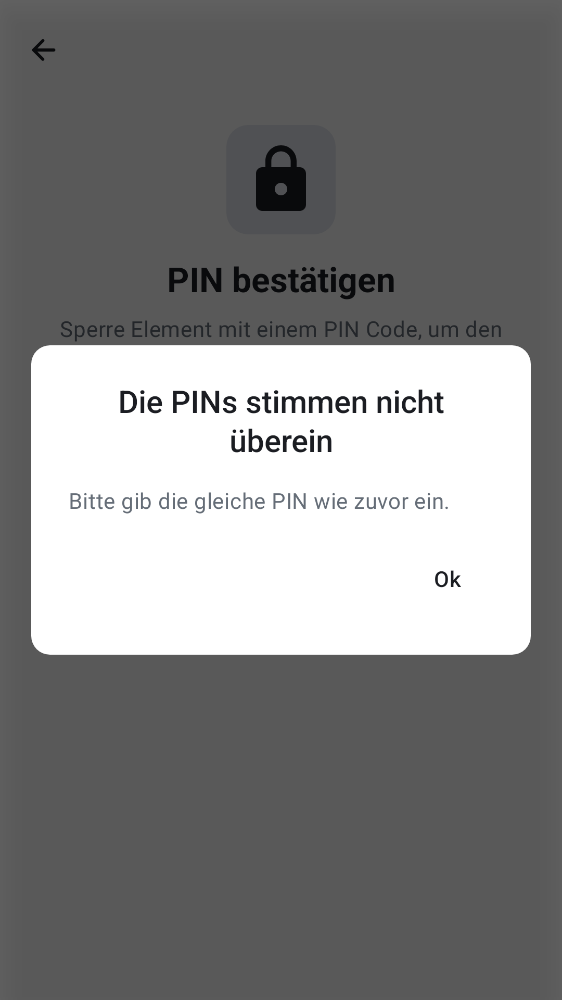 PIN bestätigen
Sperre Element mit einem PIN Code, um den
Die PINs stimmen nicht
überein
Bitte gib die gleiche PIN wie zuvor ein.
Ok